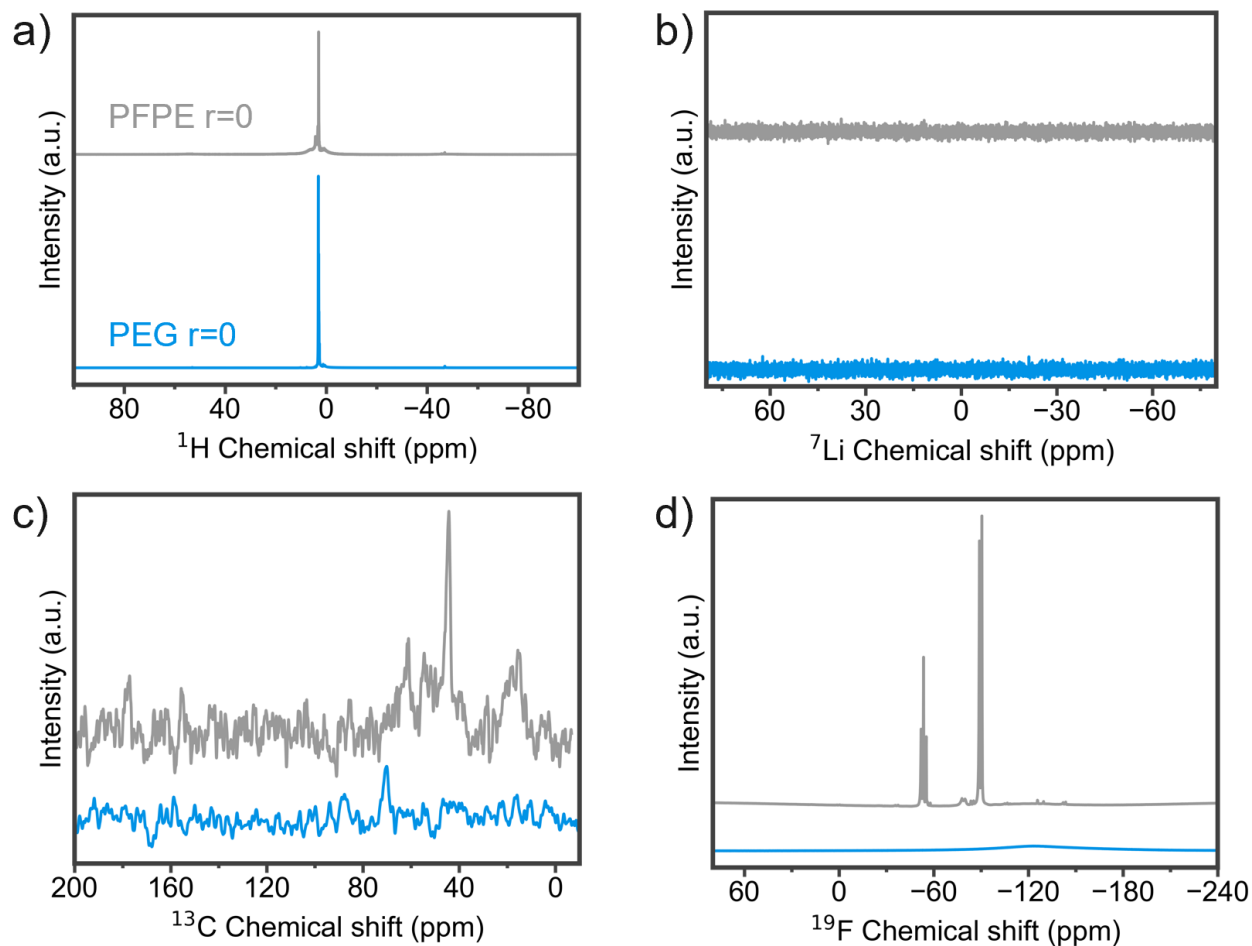 a)
Intensity (a.u.)
PFPE r=0
PEG r=0
80 40 0 −40 −80
¹H Chemical shift (ppm)
b)
Intensity (a.u.)
60 30 0 −30 −60
⁷Li Chemical shift (ppm)
c)
Intensity (a.u.)
200 160 120 80 40 0
¹³C Chemical shift (ppm)
d)
Intensity (a.u.)
60 0 −60 −120 −180 −240
¹⁹F Chemical shift (ppm)